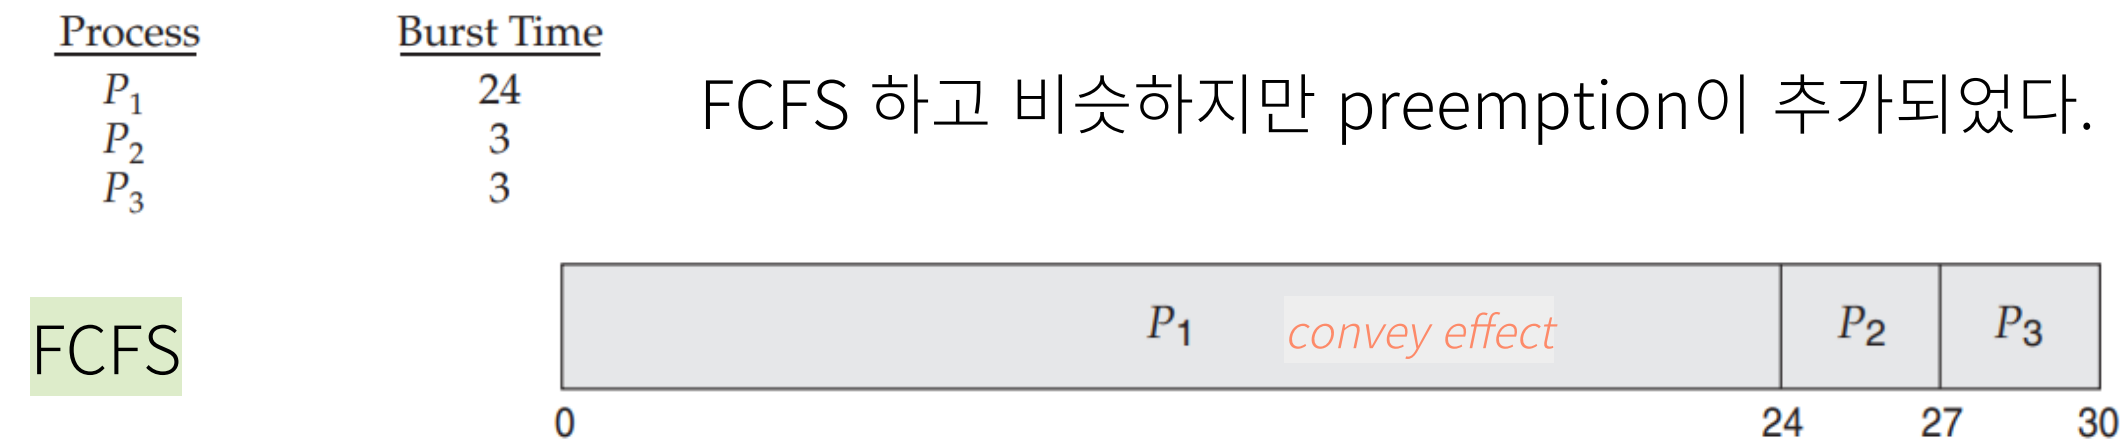 Process Burst Time
P1 24
P2 3
P3 3
FCFS 하고 비슷하지만 preemption이 추가되었다.
FCFS
P1 convey effect P2 P3
0 24 27 30